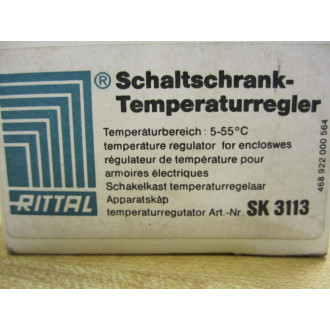 ® Schaltschrank-
Temperaturregler
Temperaturbereich: 5-55°C
temperature regulator for encloswes
régulateur de température pour
armoires électriques
Schakelkast temperaturregelaar
Apparatskåp
temperaturregutator Art.-Nr. SK 3113
RITTAL
468 922 000 564